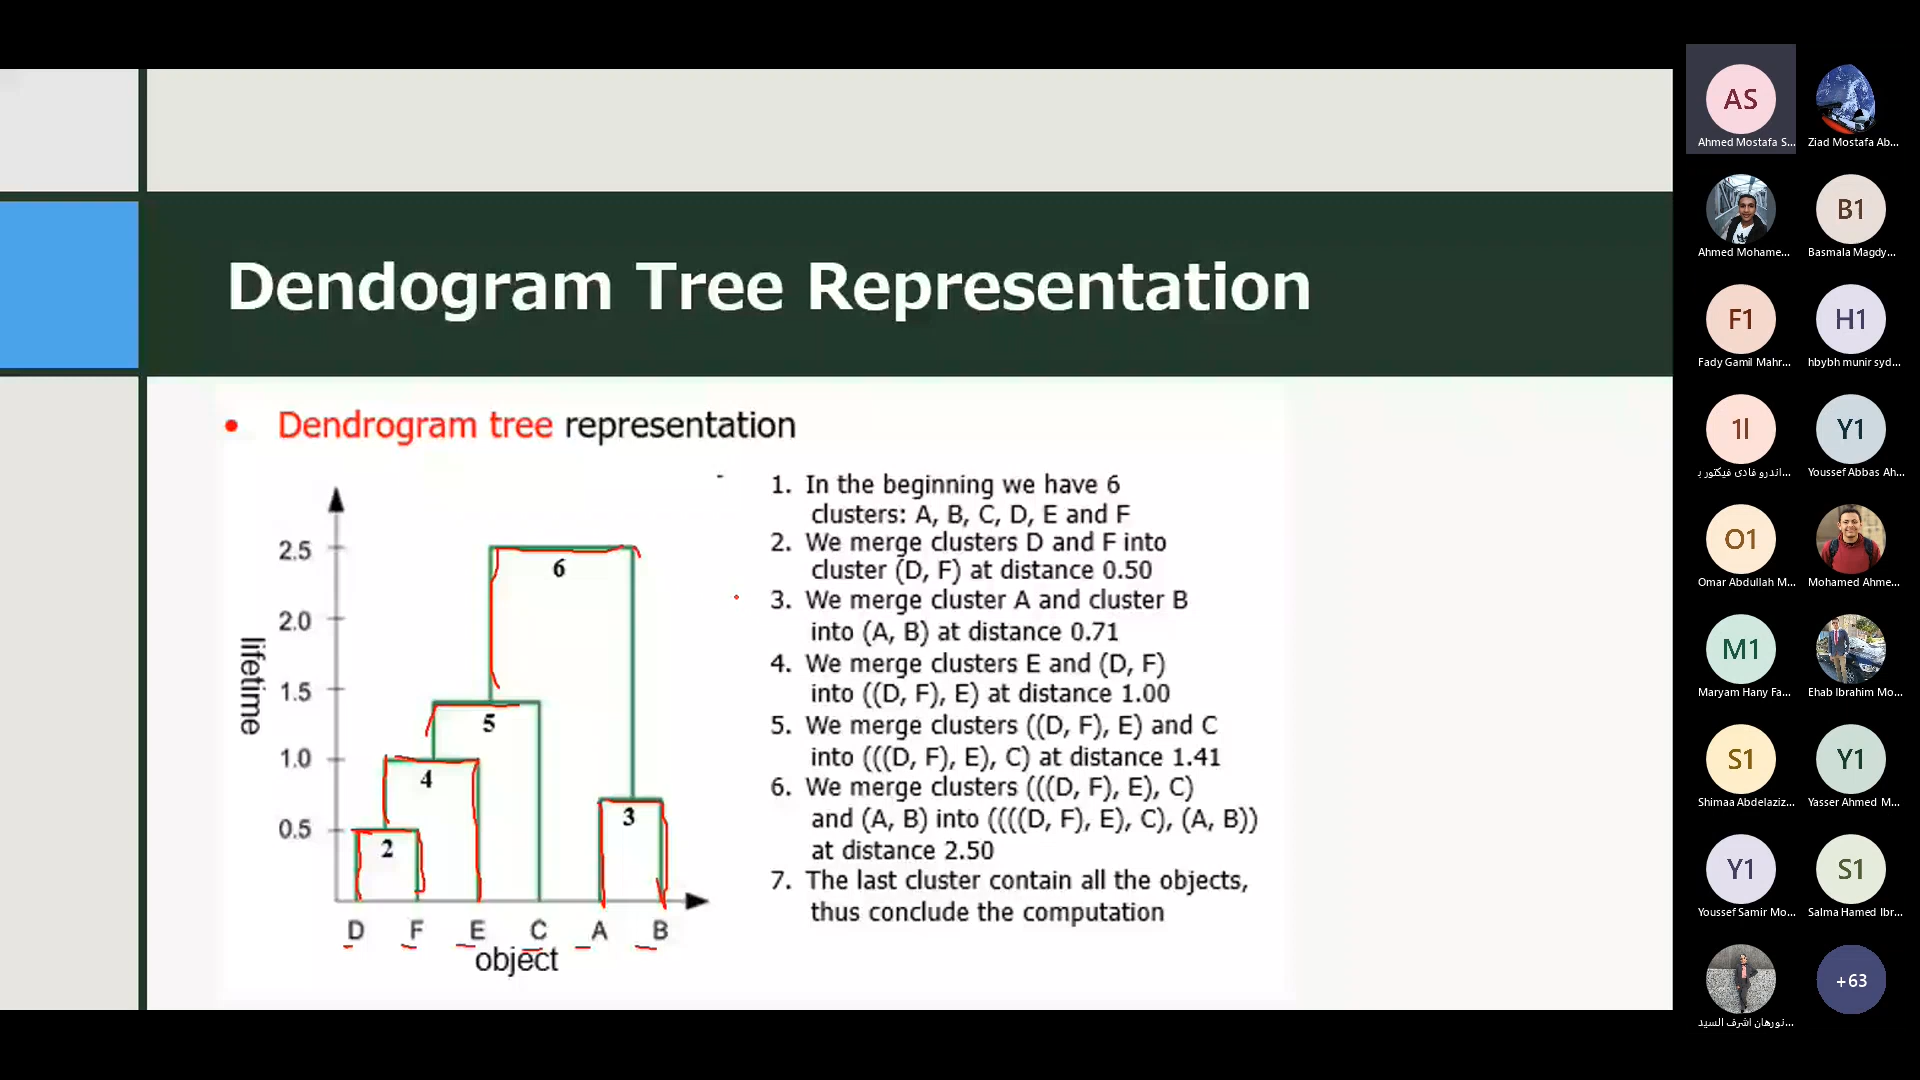 Dendogram Tree Representation
• Dendrogram tree representation
lifetime
2.5
2.0
1.5
1.0
0.5
6
5
4
3
2
D F E C A B
object
1. In the beginning we have 6
clusters: A, B, C, D, E and F
2. We merge clusters D and F into
cluster (D, F) at distance 0.50
3. We merge cluster A and cluster B
into (A, B) at distance 0.71
4. We merge clusters E and (D, F)
into ((D, F), E) at distance 1.00
5. We merge clusters ((D, F), E) and C
into (((D, F), E), C) at distance 1.41
6. We merge clusters (((D, F), E), C)
and (A, B) into ((((D, F), E), C), (A, B))
at distance 2.50
7. The last cluster contain all the objects,
thus conclude the computation
AS
Ahmed Mostafa S...
Ziad Mostafa Ab...
Ahmed Mohame...
B1
Basmala Magdy...
F1
Fady Gamil Mahr...
H1
hbybh munir syd...
1l
اندرو فادى فيكتور ب...
Y1
Youssef Abbas Ah...
O1
Omar Abdullah M...
Mohamed Ahme...
M1
Maryam Hany Fa...
Ehab Ibrahim Mo...
S1
Shimaa Abdelaziz...
Y1
Yasser Ahmed M...
Y1
Youssef Samir Mo...
S1
Salma Hamed Ibr...
نورهان اشرف السيد...
+63